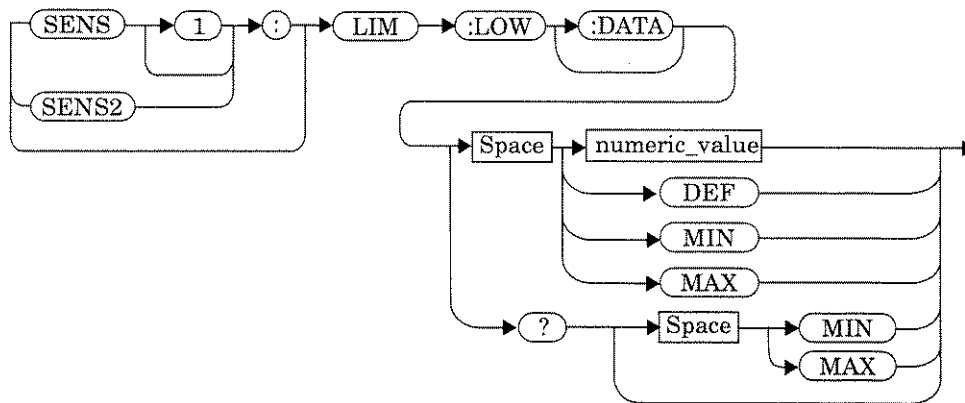 SENS 1 : LIM :LOW :DATA
SENS2
Space numeric_value
DEF
MIN
MAX
? Space MIN
MAX